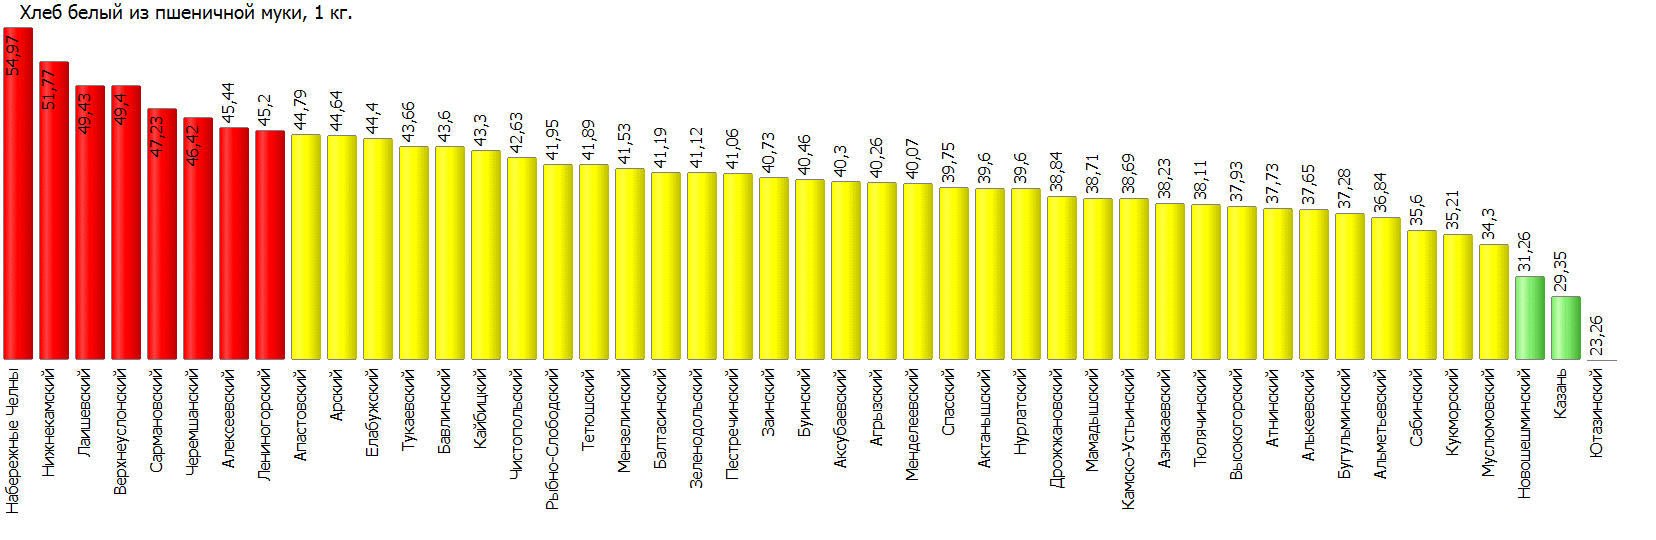 Хлеб белый из пшеничной муки, 1 кг.
54,97
51,77
49,43
49,4
47,23
46,42
45,44
45,2
44,79
44,64
44,4
43,66
43,6
43,3
42,63
41,95
41,89
41,53
41,19
41,12
41,06
40,73
40,46
40,3
40,26
40,07
39,75
39,6
39,6
38,84
38,71
38,69
38,23
38,11
37,93
37,73
37,65
37,28
36,84
35,6
35,21
34,3
31,26
29,35
23,26
Набережные Челны
Нижнекамский
Лаишевский
Верхнеуслонский
Сармановский
Черемшанский
Алексеевский
Лениногорский
Апастовский
Арский
Елабужский
Тукаевский
Бавлинский
Кайбицкий
Чистопольский
Рыбно-Слободский
Тетюшский
Мензелинский
Балтасинский
Зеленодольский
Пестречинский
Заинский
Буинский
Аксубаевский
Агрызский
Менделеевский
Спасский
Актанышский
Нурлатский
Дрожжановский
Мамадышский
Камско-Устьинский
Азнакаевский
Тюлячинский
Высокогорский
Атнинский
Алькеевский
Бугульминский
Альметьевский
Сабинский
Кукморский
Муслюмовский
Новошешминский
Казань
Ютазинский